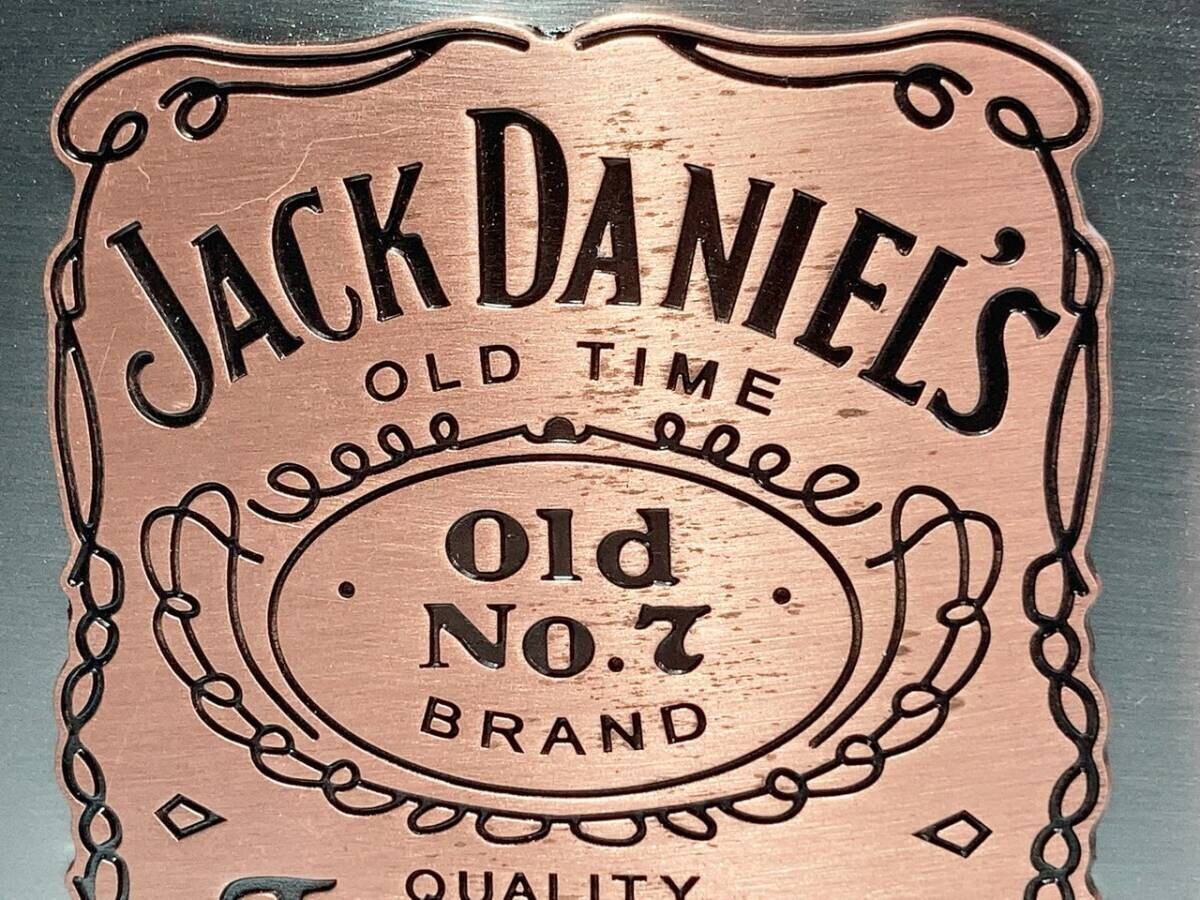 JACK DANIEL'S
OLD TIME
Old
No.7
BRAND
QUALITY